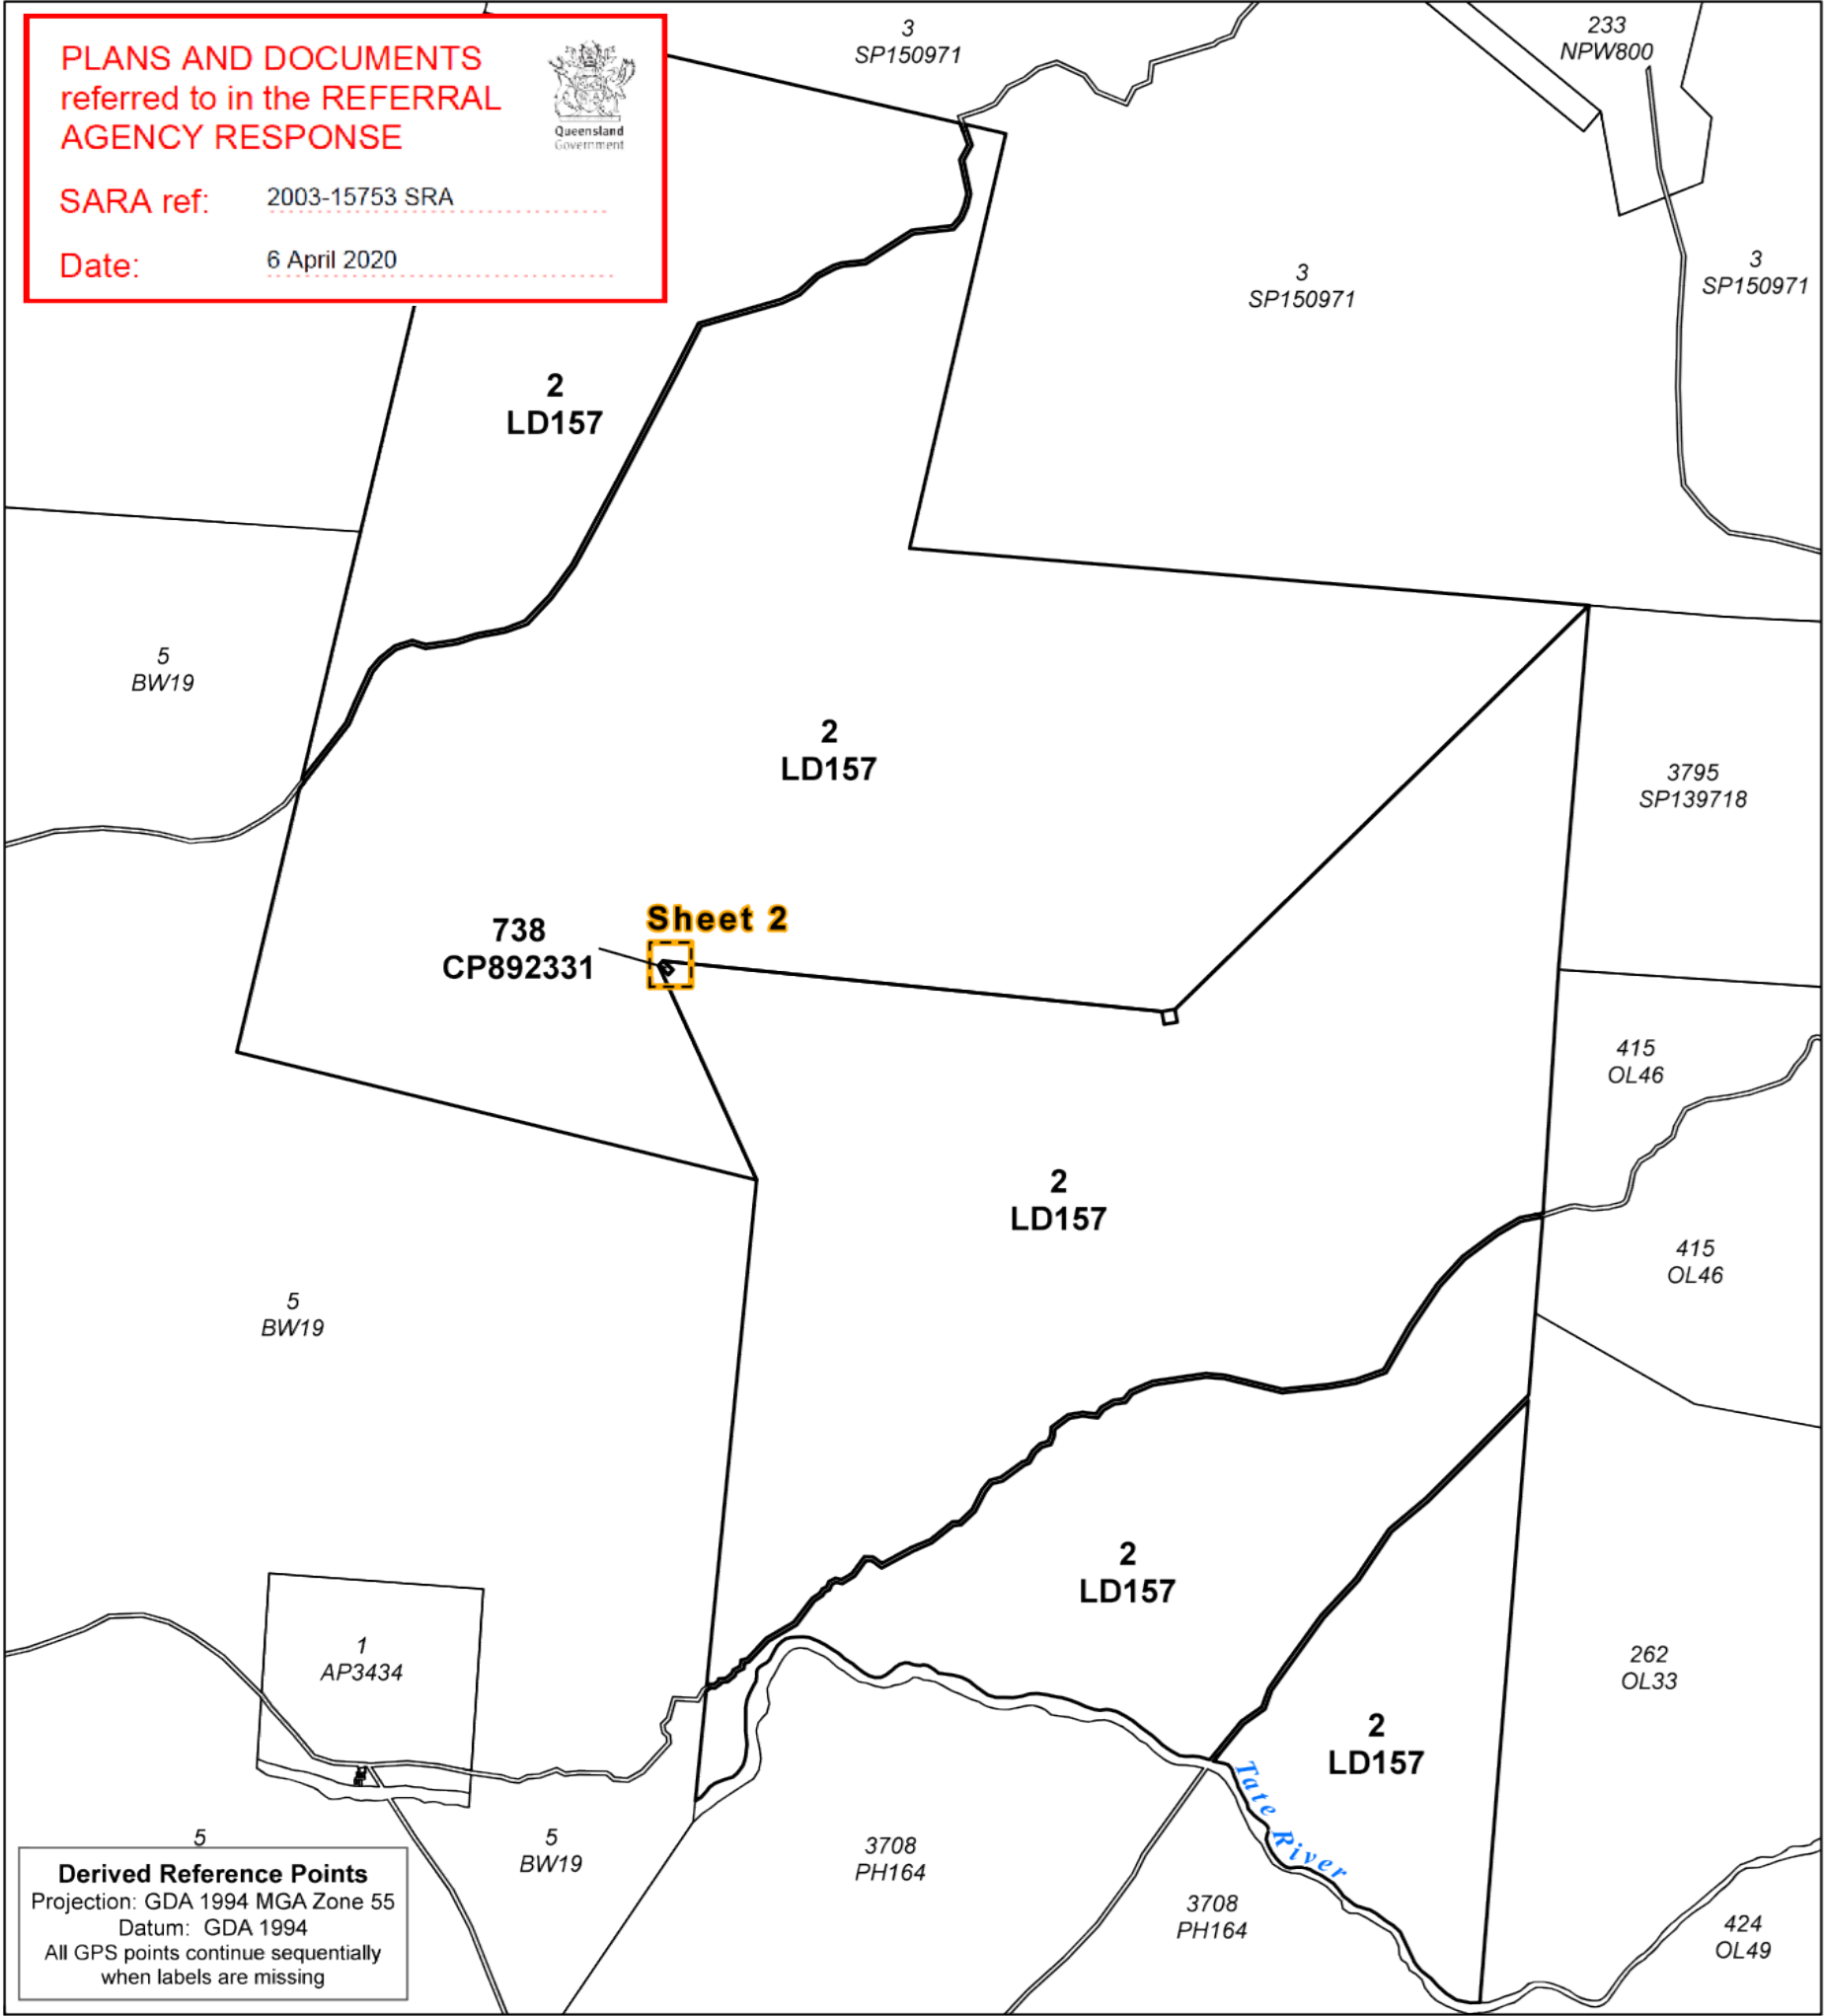 PLANS AND DOCUMENTS
referred to in the REFERRAL
AGENCY RESPONSE
Queensland
Government
SARA ref: 2003-15753 SRA
Date: 6 April 2020
3
SP150971
233
NPW800
3
SP150971
3
SP150971
2
LD157
5
BW19
2
LD157
3795
SP139718
738
CP892331
Sheet 2
415
OL46
2
LD157
415
OL46
5
BW19
2
LD157
1
AP3434
262
OL33
2
LD157
Tate River
5
5
BW19
3708
PH164
3708
PH164
424
OL49
Derived Reference Points
Projection: GDA 1994 MGA Zone 55
Datum: GDA 1994
All GPS points continue sequentially
when labels are missing